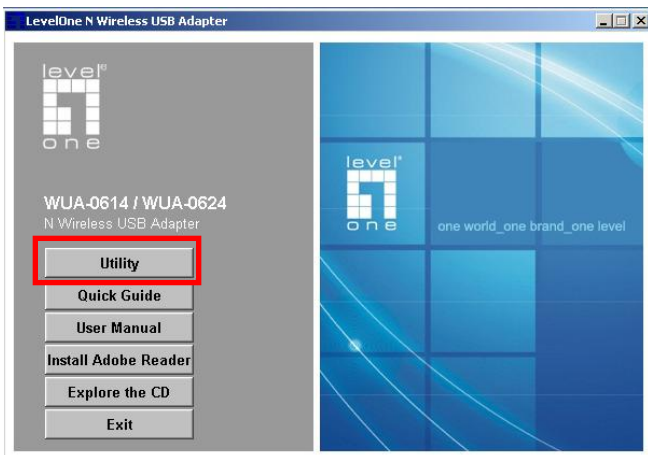 LevelOne N Wireless USB Adapter
level®
one
WUA-0614 / WUA-0624
N Wireless USB Adapter
Utility
Quick Guide
User Manual
Install Adobe Reader
Explore the CD
Exit
level®
one
one world_one brand_one level